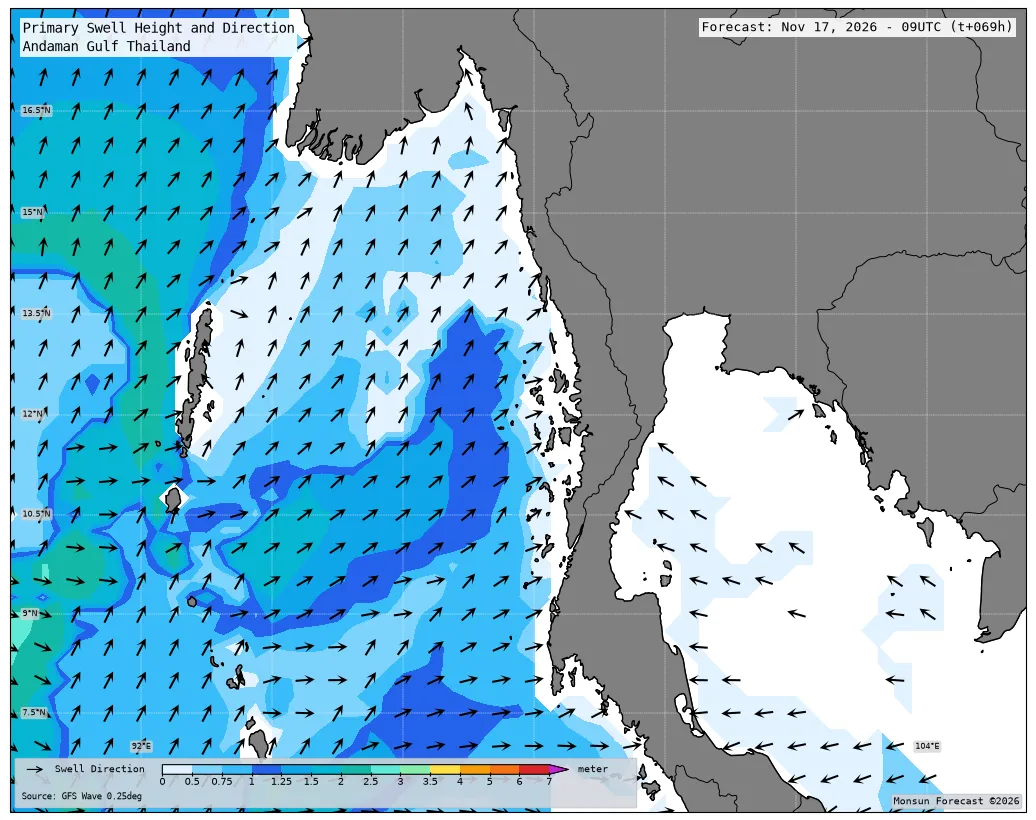 Primary Swell Height and Direction
Andaman Gulf Thailand
Forecast: Nov 17, 2026 - 09UTC (t+069h)
16.5°N
15°N
13.5°N
12°N
10.5°N
9°N
7.5°N
92°E
104°E
Swell Direction
0 0.5 0.75 1 1.25 1.5 2 2.5 3 3.5 4 5 6 7
meter
Source: GFS Wave 0.25deg
Monsun Forecast ©2026